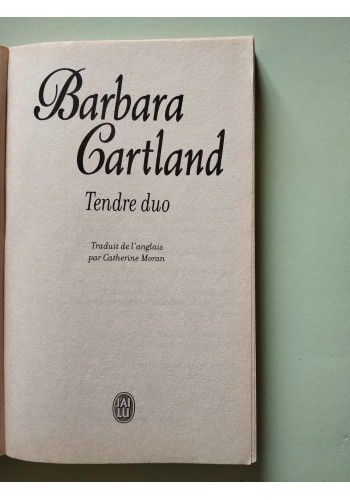 Barbara
Cartland
Tendre duo
Traduit de l'anglais
par Catherine Moran
J'AI
LU